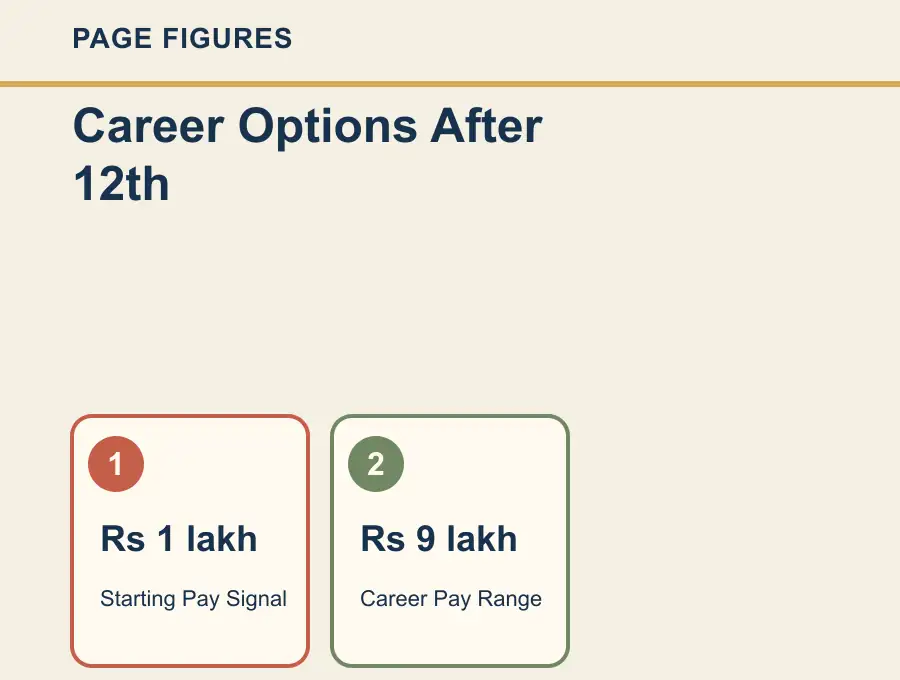 PAGE FIGURES
Career Options After
12th
1
Rs 1 lakh
Starting Pay Signal
2
Rs 9 lakh
Career Pay Range